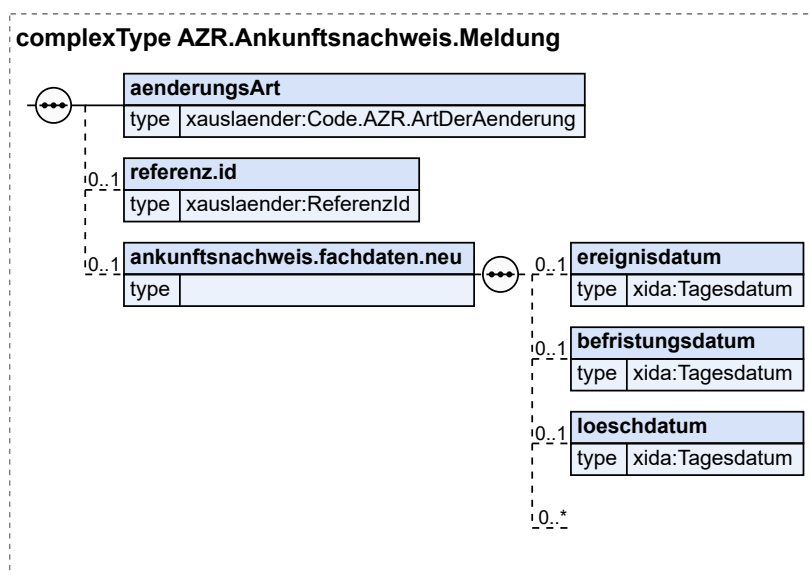 complexType AZR.Ankunftsnachweis.Meldung
aenderungsArt
type xauslaender:Code.AZR.ArtDerAenderung
0..1 referenz.id
type xauslaender:ReferenzId
0..1 ankunftsnachweis.fachdaten.neu
type
0..1 ereignisdatum
type xida:Tagesdatum
0..1 befristungsdatum
type xida:Tagesdatum
0..1 loeschdatum
type xida:Tagesdatum
0..*